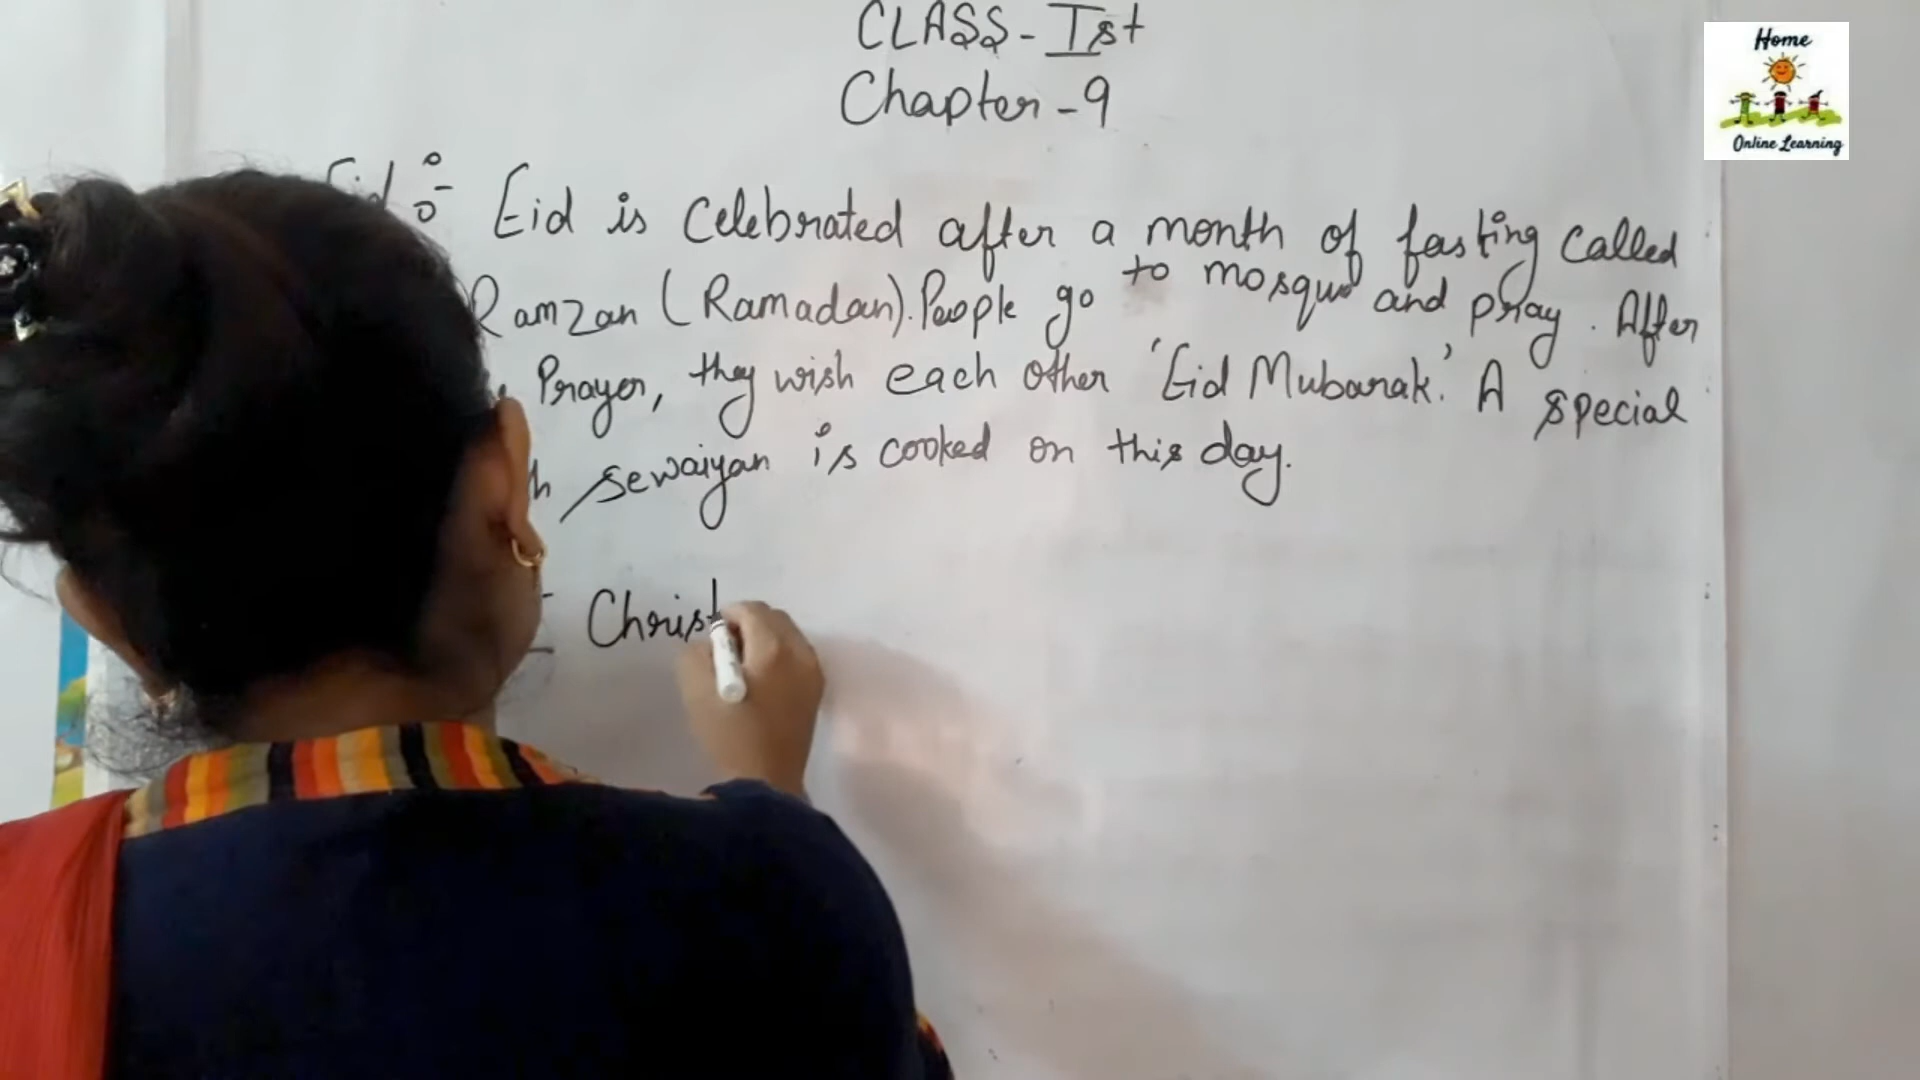 CLASS - Ist
Chapter - 9
Eid :- Eid is Celebrated after a month of fasting called
Ramzan (Ramadan). People go to mosque and pray. After
Prayer, they wish each other 'Eid Mubarak.' A special
sewaiyan is cooked on this day.
Christ
Home
Online Learning